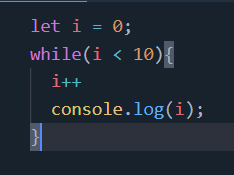 let i = 0;
while(i < 10){
  i++
  console.log(i);
}